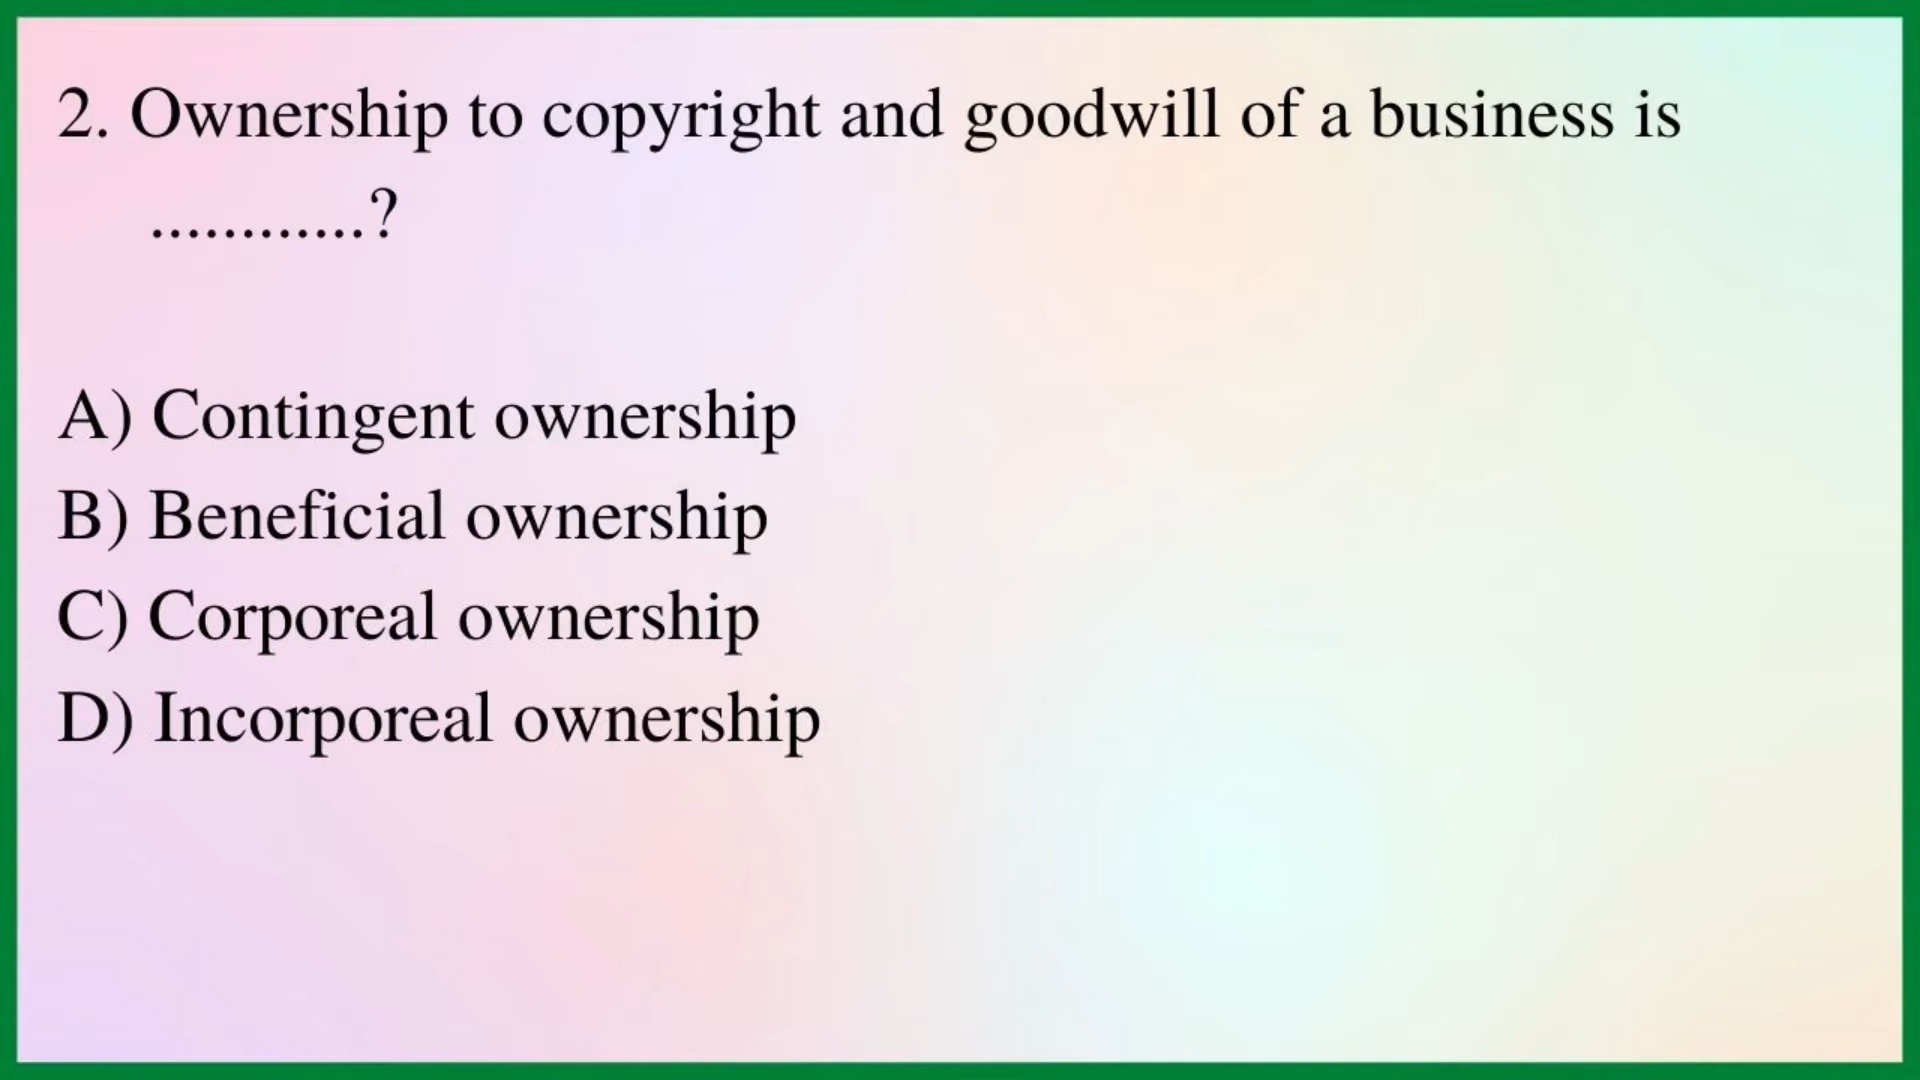 2. Ownership to copyright and goodwill of a business is
............?
A) Contingent ownership
B) Beneficial ownership
C) Corporeal ownership
D) Incorporeal ownership